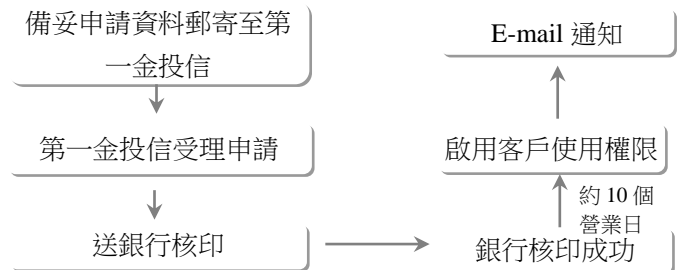 備妥申請資料郵寄至第
一金投信
第一金投信受理申請
送銀行核印
銀行核印成功
約 10 個
營業日
啟用客戶使用權限
E-mail 通知